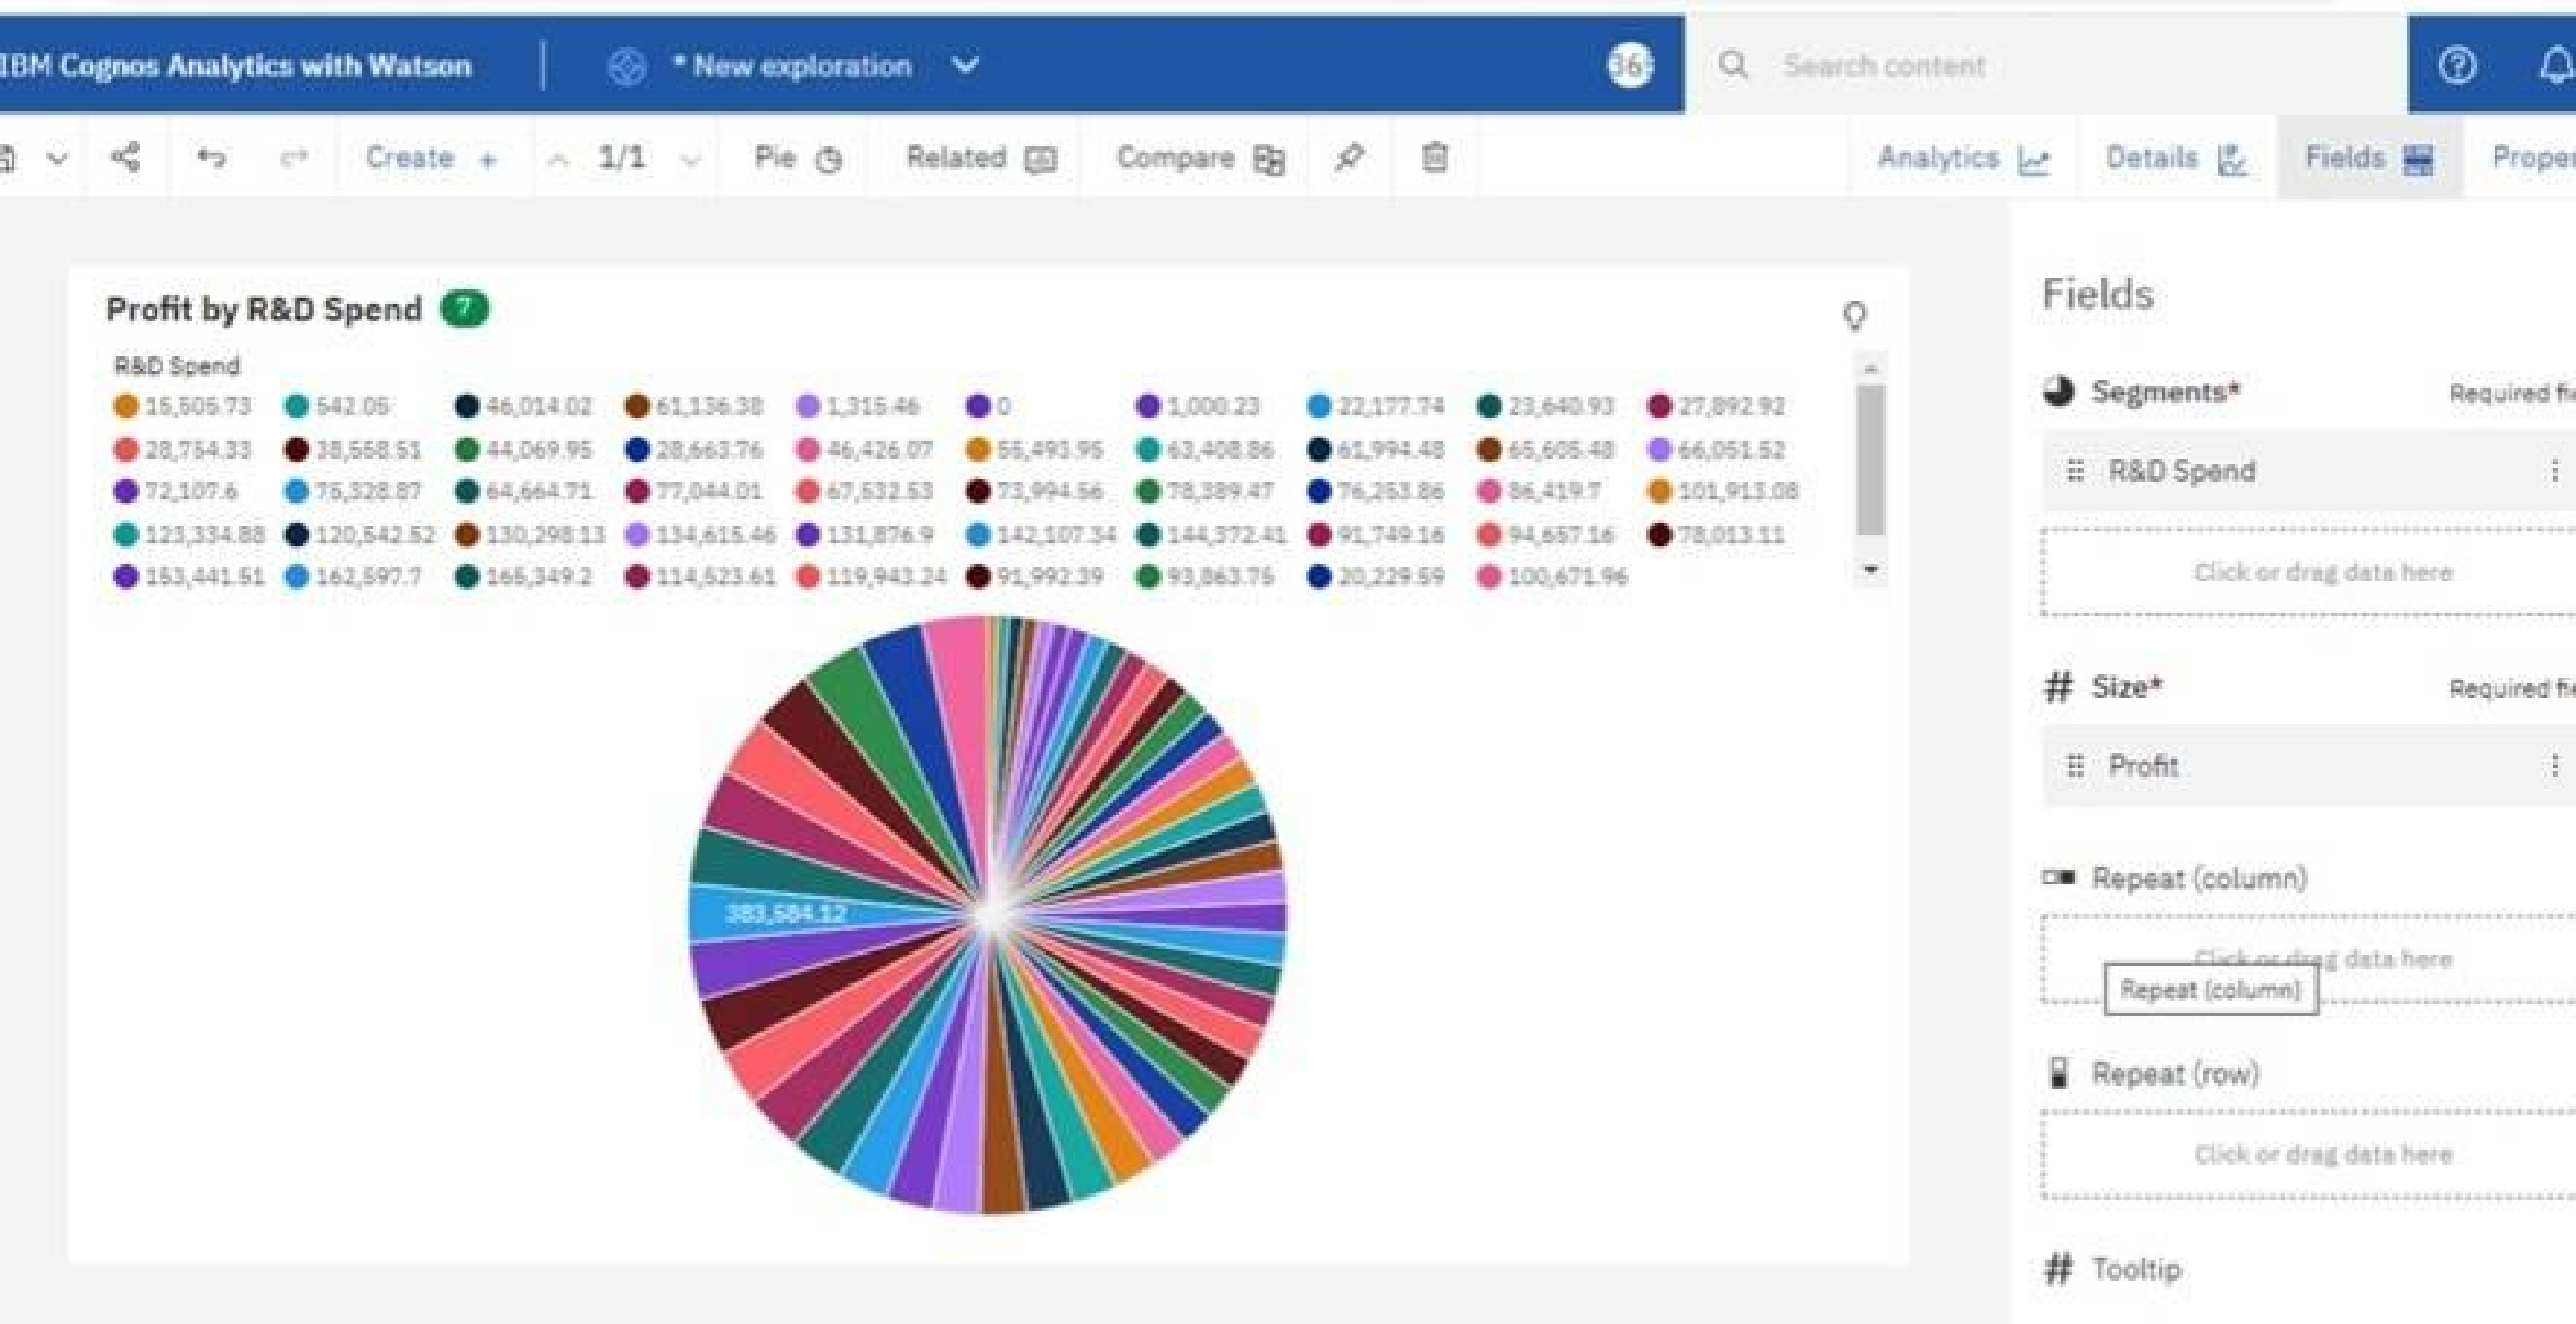 IBM Cognos Analytics with Watson * New exploration 36 Search content
Create + 1/1 Pie Related Compare Analytics Details Fields
Profit by R&D Spend 7
R&D Spend
15,505.73 542.05 46,014.02 61,136.38 1,315.46 0 1,000.23 22,177.74 23,640.93 27,892.92
28,754.33 38,558.51 44,069.95 28,663.76 46,426.07 55,493.95 63,408.86 61,994.48 65,605.48 66,051.52
72,107.6 75,328.87 64,664.71 77,044.01 67,532.53 73,994.56 78,389.47 76,253.86 86,419.7 101,913.08
123,334.88 120,542.52 130,298.13 134,615.46 131,876.9 142,107.34 144,372.41 91,749.16 94,657.16 78,013.11
153,441.51 162,597.7 165,349.2 114,523.61 119,943.24 91,992.39 93,863.75 20,229.59 100,671.96
383,584.12
Fields
Segments* Required
R&D Spend
Click or drag data here
# Size* Required
Profit
Repeat (column)
Click or drag data here
Repeat (column)
Repeat (row)
Click or drag data here
# Tooltip